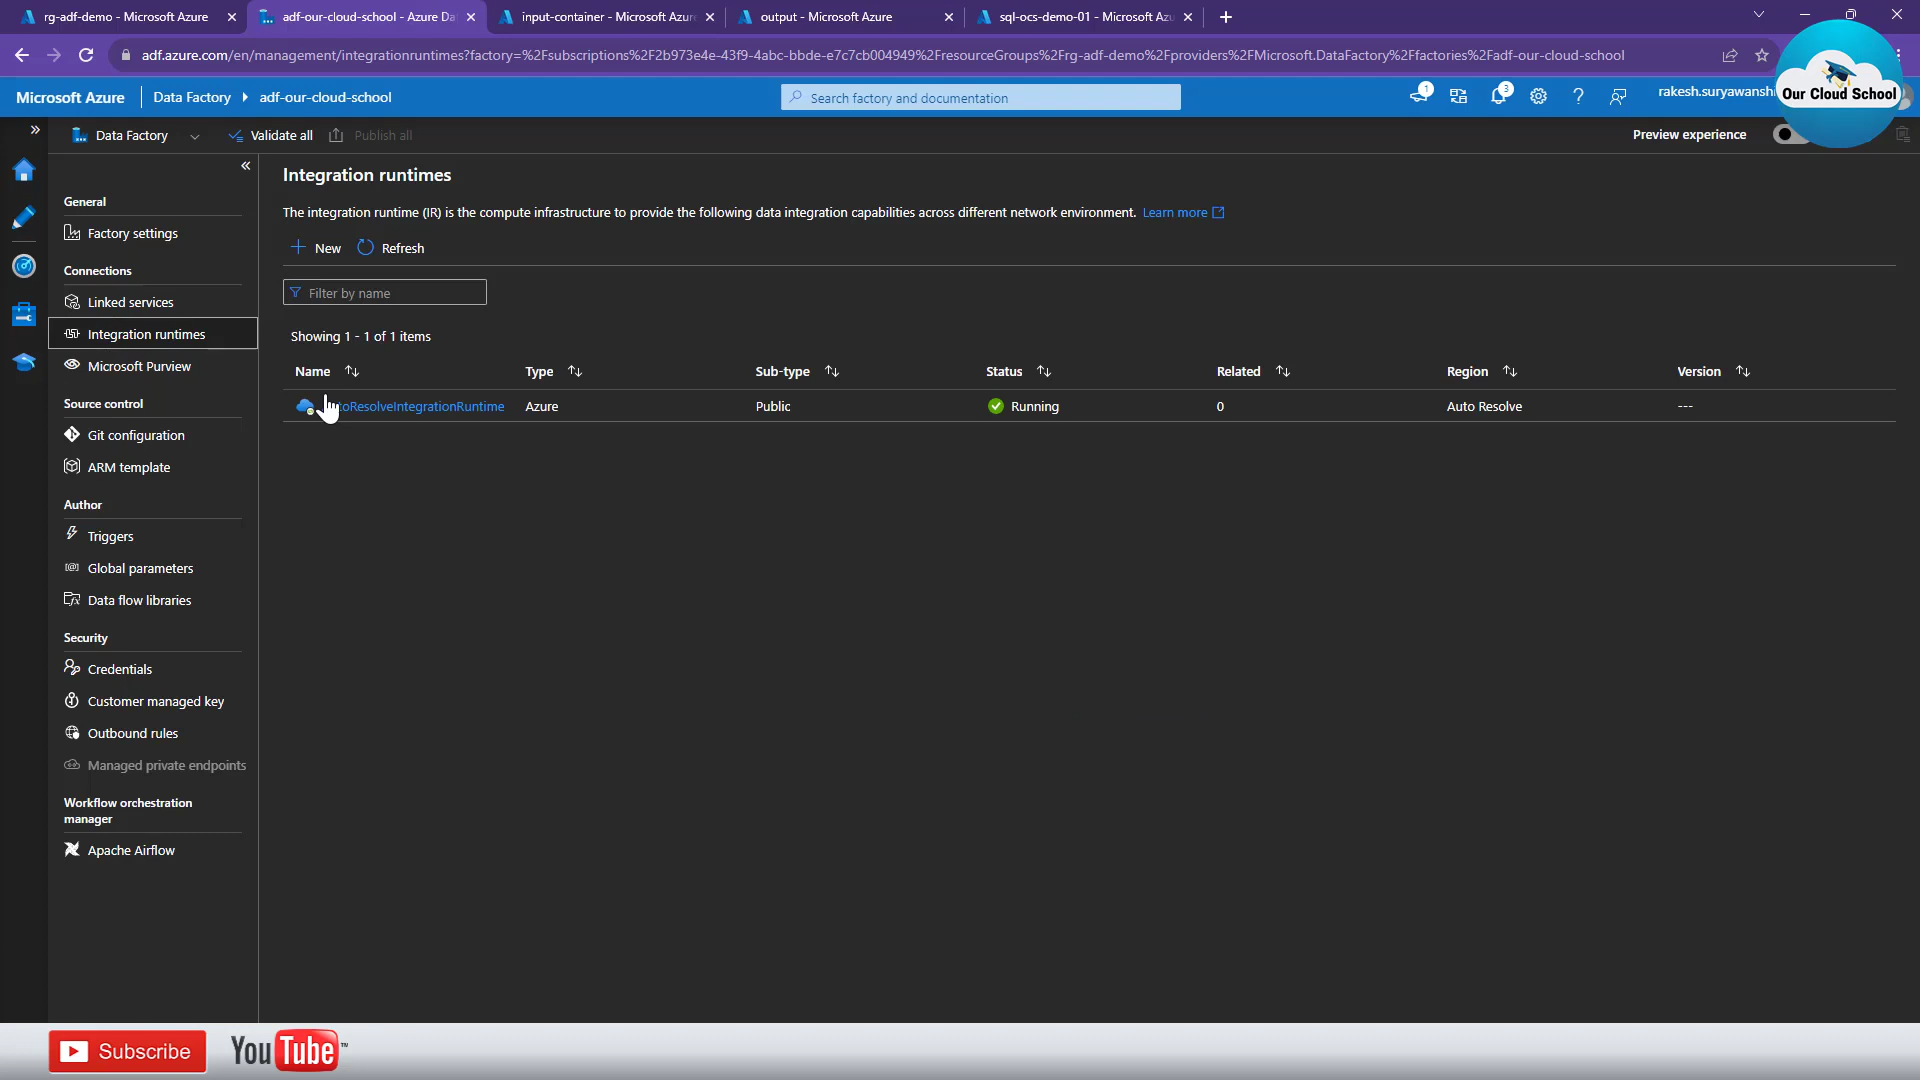 rg-adf-demo - Microsoft Azure
adf-our-cloud-school - Azure Da
input-container - Microsoft Azure
output - Microsoft Azure
sql-ocs-demo-01 - Microsoft Azu
adf.azure.com/en/management/integrationruntimes?factory=%2Fsubscriptions%2F2b973e4e-43f9-4abc-bbde-e7c7cb004949%2FresourceGroups%2Frg-adf-demo%2Fproviders%2FMicrosoft.DataFactory%2Ffactories%2Fadf-our-cloud-school
Microsoft Azure
Data Factory
adf-our-cloud-school
Search factory and documentation
1
3
rakesh.suryawanshi
Our Cloud School
Data Factory
Validate all
Publish all
Preview experience
General
Factory settings
Connections
Linked services
Integration runtimes
Microsoft Purview
Source control
Git configuration
ARM template
Author
Triggers
Global parameters
Data flow libraries
Security
Credentials
Customer managed key
Outbound rules
Managed private endpoints
Workflow orchestration
manager
Apache Airflow
Integration runtimes
The integration runtime (IR) is the compute infrastructure to provide the following data integration capabilities across different network environment. Learn more
New
Refresh
Filter by name
Showing 1 - 1 of 1 items
Name Type Sub-type Status Related Region Version
toResolveIntegrationRuntime Azure Public Running 0 Auto Resolve ---
Subscribe
YouTube
TM